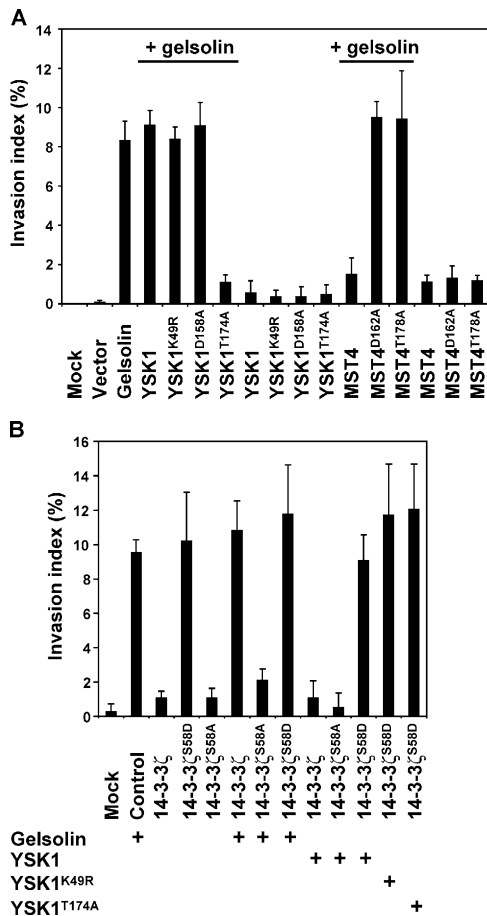 A
+ gelsolin + gelsolin
Invasion index (%)
14
12
10
8
6
4
2
0
Mock
Vector
Gelsolin
YSK1
YSK1K49R
YSK1D158A
YSK1T174A
YSK1
YSK1K49R
YSK1D158A
YSK1T174A
MST4
MST4D162A
MST4T178A
MST4
MST4D162A
MST4T178A
B
Invasion index (%)
16
14
12
10
8
6
4
2
0
Mock
Control
14-3-3ζ
14-3-3ζS58D
14-3-3ζS58A
14-3-3ζ
14-3-3ζS58A
14-3-3ζS58D
14-3-3ζ
14-3-3ζS58A
14-3-3ζS58D
14-3-3ζS58D
14-3-3ζS58D
Gelsolin + + + +
YSK1 + + +
YSK1K49R +
YSK1T174A +